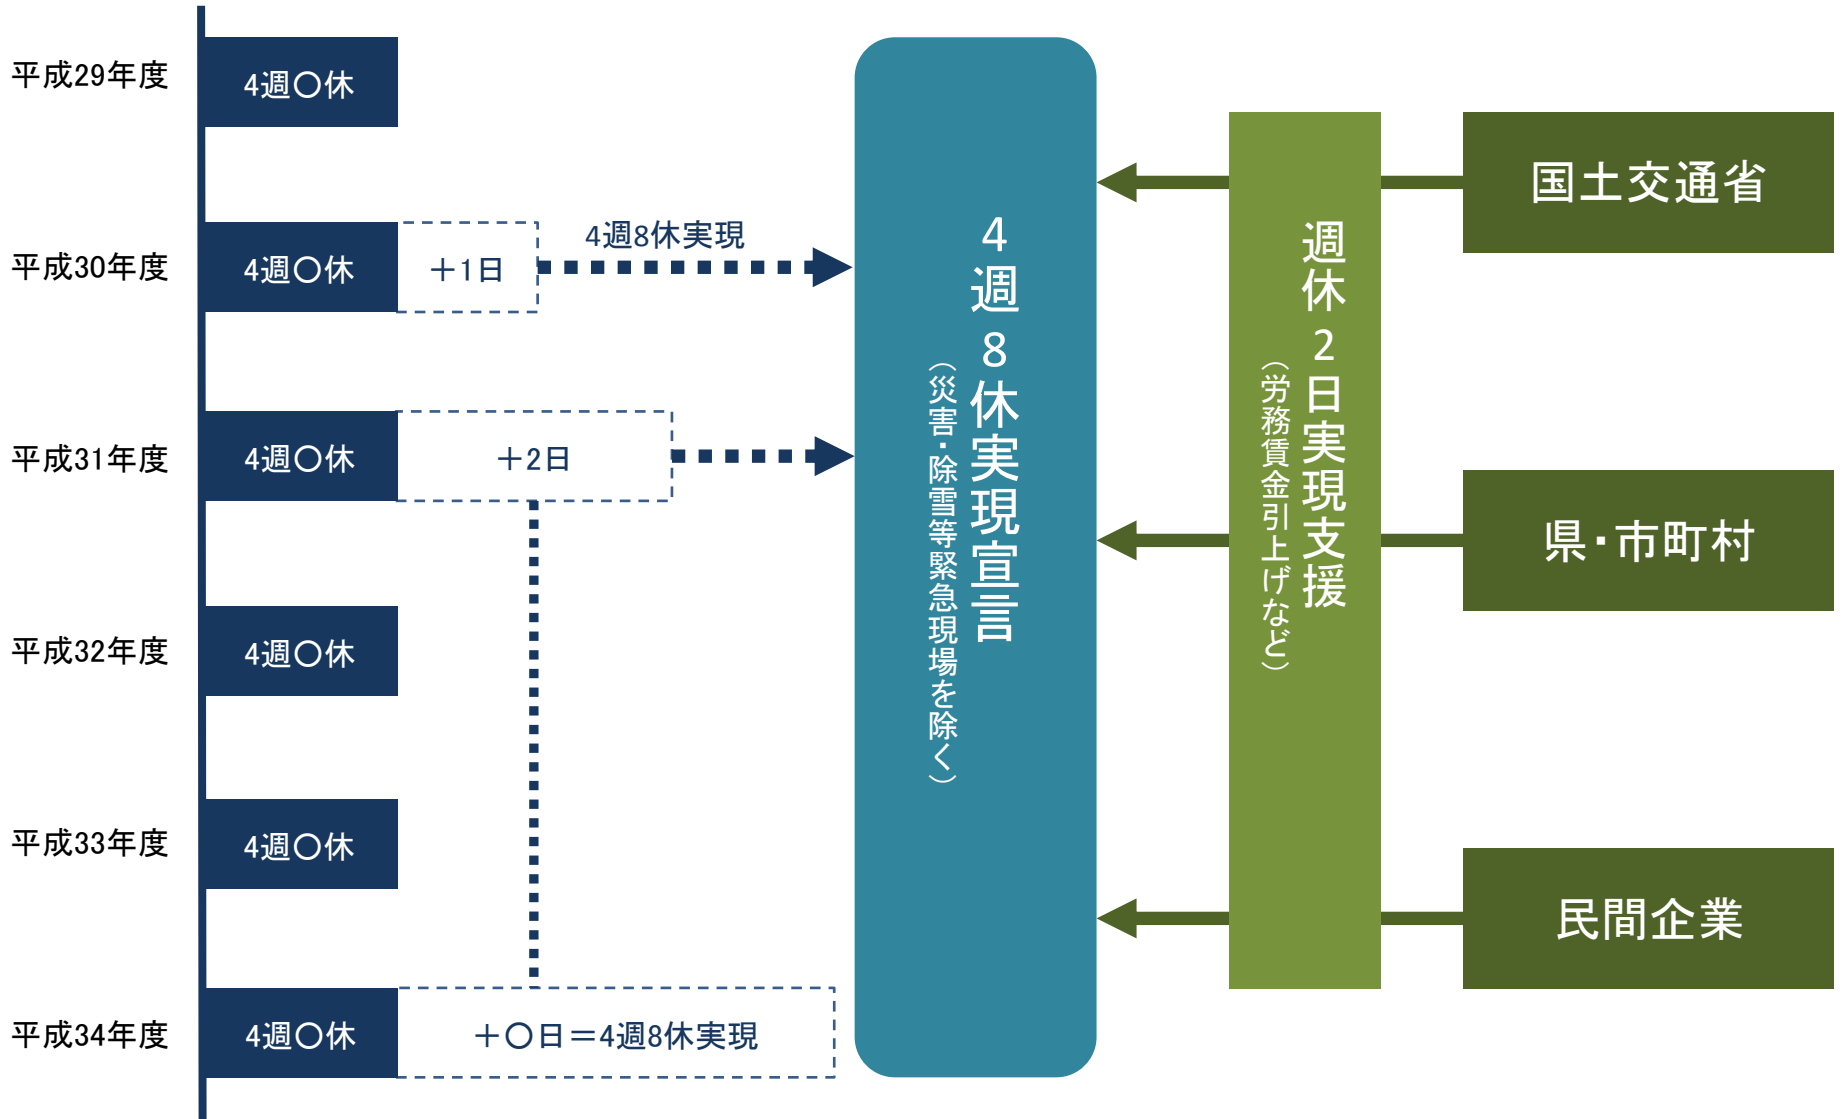 平成29年度
4週〇休
平成30年度
4週〇休
＋1日
4週8休実現
平成31年度
4週〇休
＋2日
平成32年度
4週〇休
平成33年度
4週〇休
平成34年度
4週〇休
＋〇日＝4週8休実現
4週8休実現宣言
（災害・除雪等緊急現場を除く）
週休2日実現支援
（労務賃金引上げなど）
国土交通省
県・市町村
民間企業